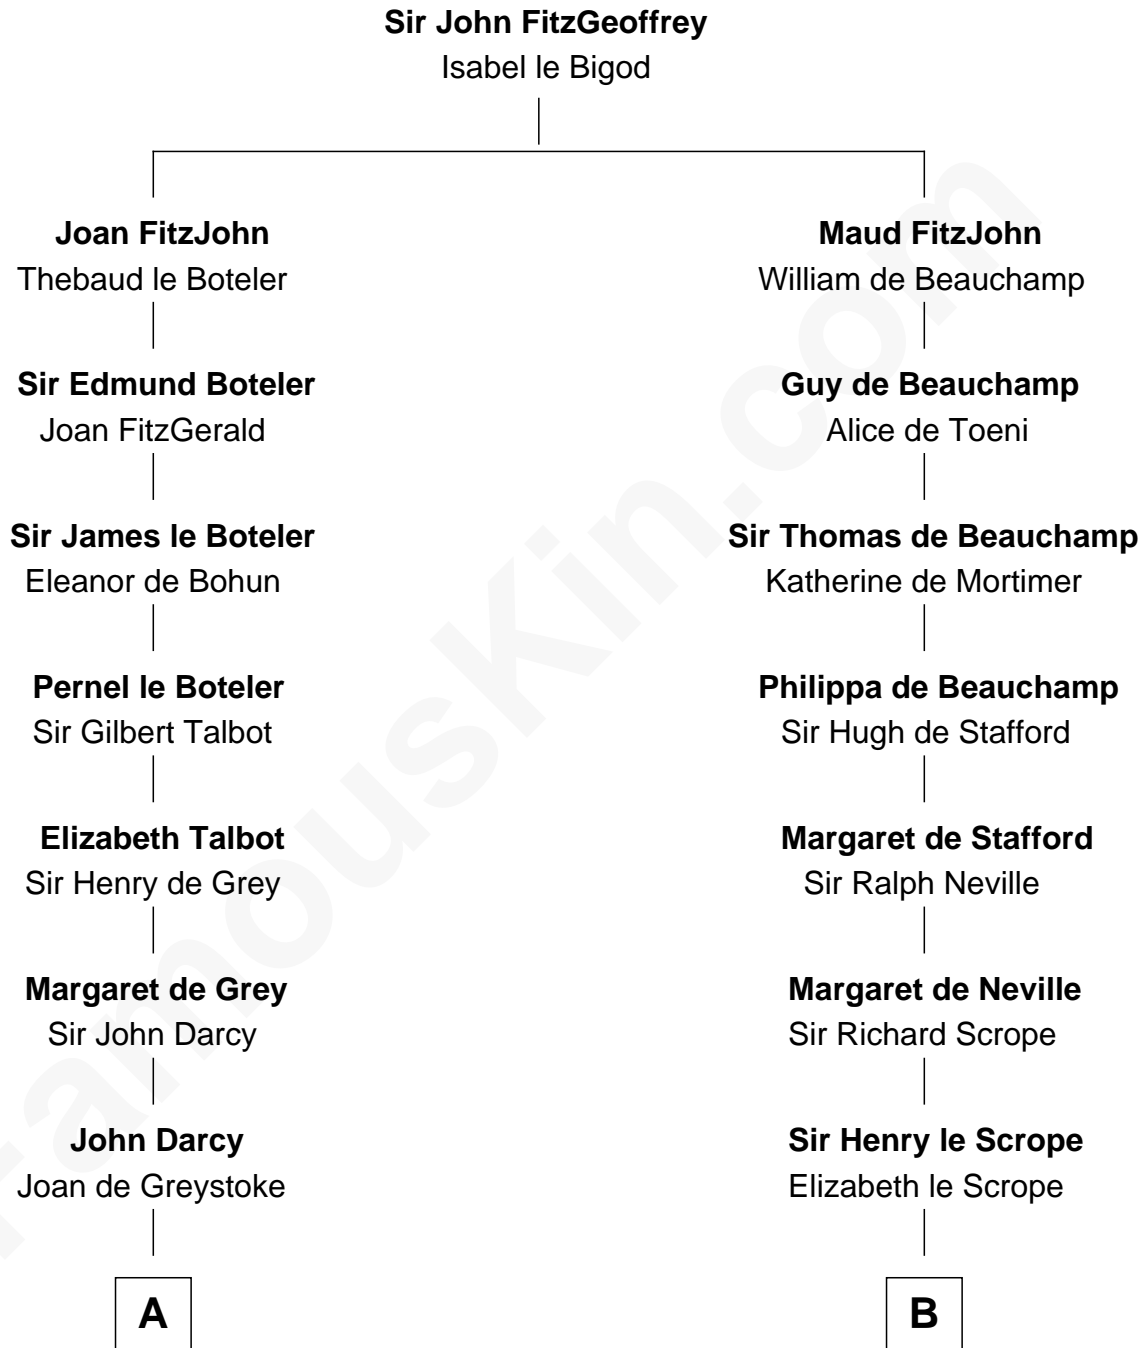 Sir John FitzGeoffrey
Isabel le Bigod
Joan FitzJohn
Thebaud le Boteler
Maud FitzJohn
William de Beauchamp
Sir Edmund Boteler
Joan FitzGerald
Guy de Beauchamp
Alice de Toeni
Sir James le Boteler
Eleanor de Bohun
Sir Thomas de Beauchamp
Katherine de Mortimer
Pernel le Boteler
Sir Gilbert Talbot
Philippa de Beauchamp
Sir Hugh de Stafford
Elizabeth Talbot
Sir Henry de Grey
Margaret de Stafford
Sir Ralph Neville
Margaret de Grey
Sir John Darcy
Margaret de Neville
Sir Richard Scrope
John Darcy
Joan de Greystoke
Sir Henry le Scrope
Elizabeth le Scrope
A
B
FamousKin.com